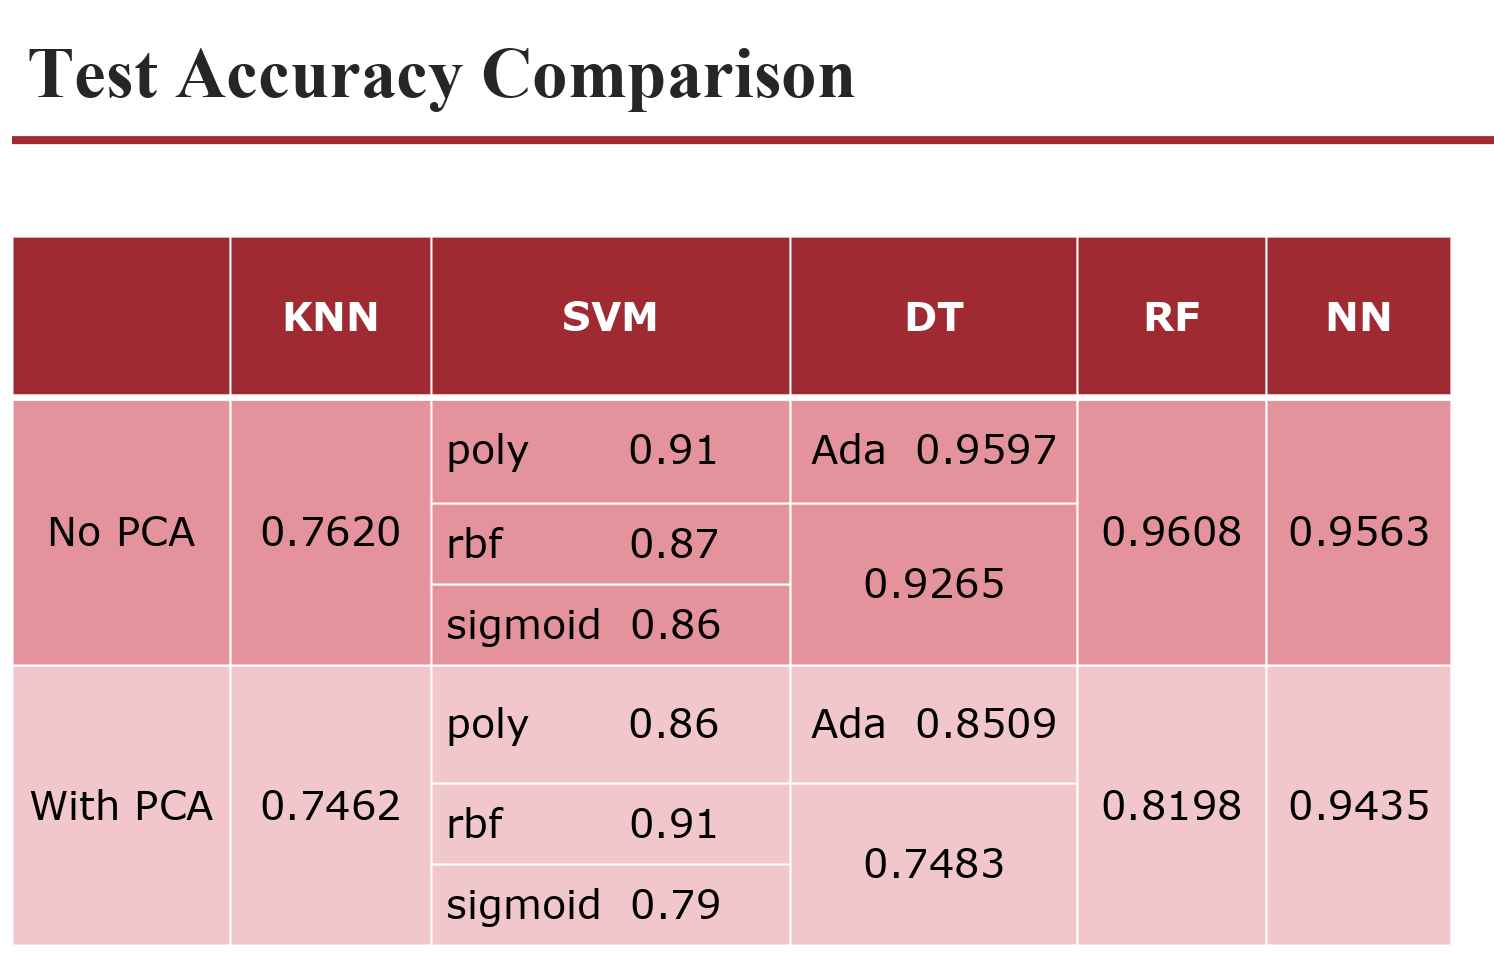 Test Accuracy Comparison
KNN SVM DT RF NN
No PCA 0.7620 poly 0.91 Ada 0.9597 0.9608 0.9563
rbf 0.87 0.9265
sigmoid 0.86
With PCA 0.7462 poly 0.86 Ada 0.8509 0.8198 0.9435
rbf 0.91 0.7483
sigmoid 0.79